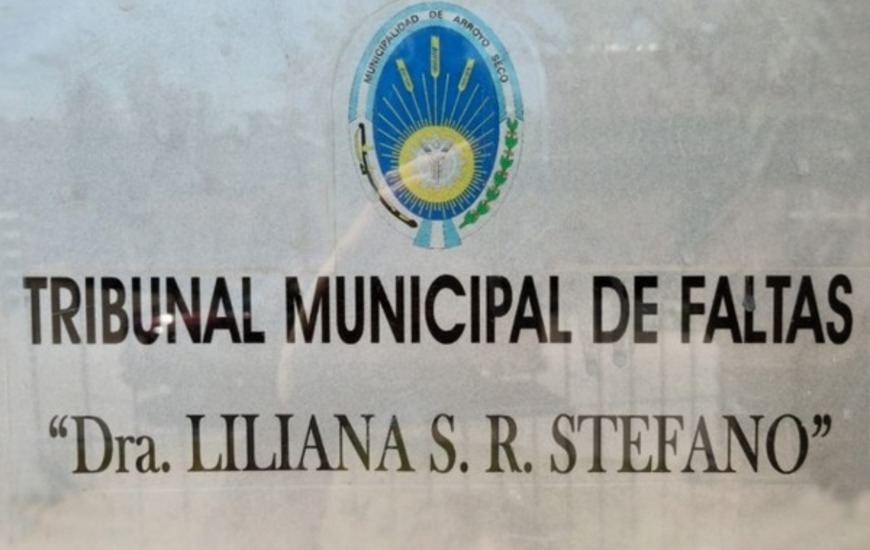 MUNICIPALIDAD DE ARROYO SECO
TRIBUNAL MUNICIPAL DE FALTAS
“Dra. LILIANA S. R. STEFANO”